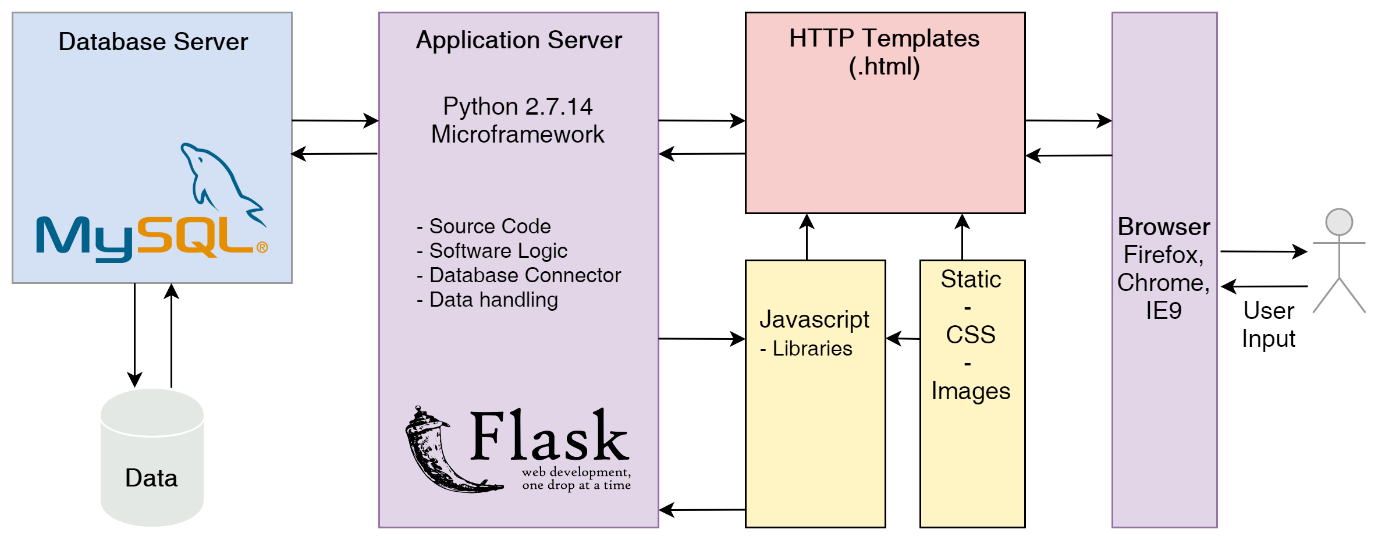 Database Server
MySQL®
Data
Application Server
Python 2.7.14
Microframework
- Source Code
- Software Logic
- Database Connector
- Data handling
Flask
web development,
one drop at a time
HTTP Templates
(.html)
Javascript
- Libraries
Static
-
CSS
-
Images
Browser
Firefox,
Chrome,
IE9
User
Input